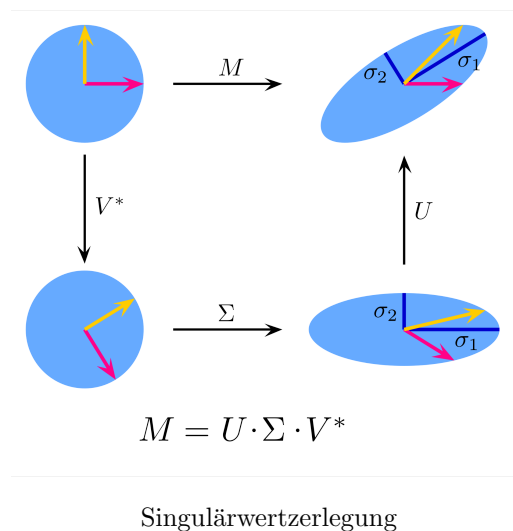 M
σ₂
σ₁
V*
U
Σ
σ₂
σ₁
M = U·Σ·V*
Singulärwertzerlegung